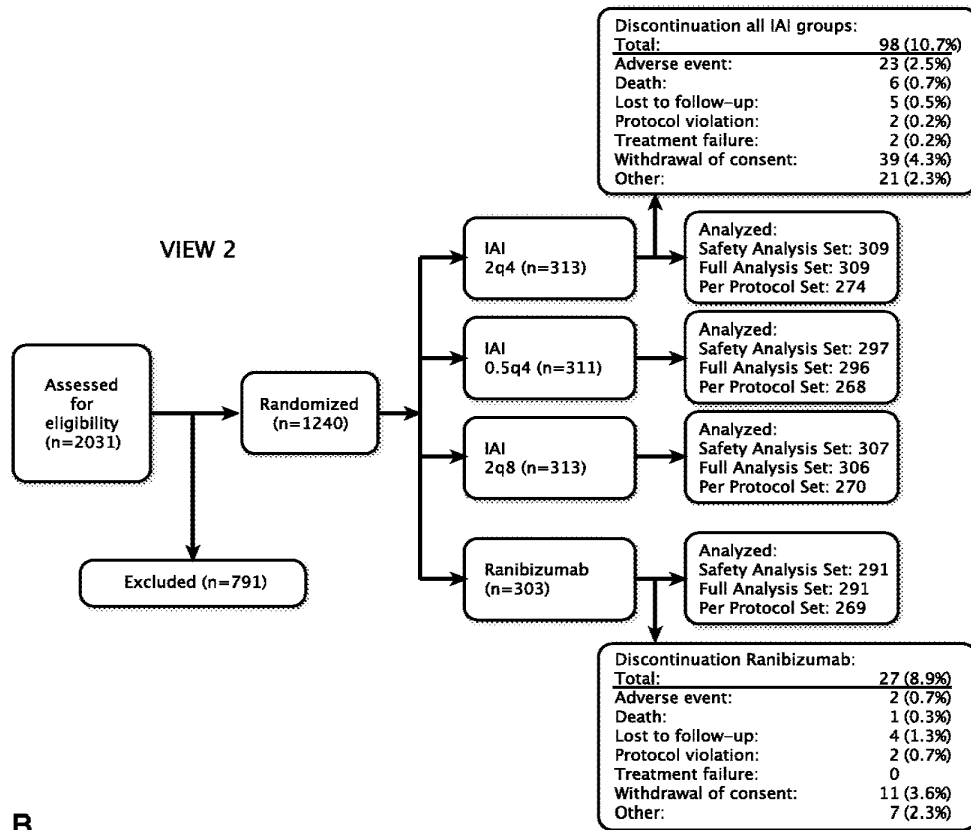 Discontinuation all IAI groups:
Total: 98 (10.7%)
Adverse event: 23 (2.5%)
Death: 6 (0.7%)
Lost to follow-up: 5 (0.5%)
Protocol violation: 2 (0.2%)
Treatment failure: 2 (0.2%)
Withdrawal of consent: 39 (4.3%)
Other: 21 (2.3%)
VIEW 2
IAI
2q4 (n=313)
Analyzed:
Safety Analysis Set: 309
Full Analysis Set: 309
Per Protocol Set: 274
IAI
0.5q4 (n=311)
Analyzed:
Safety Analysis Set: 297
Full Analysis Set: 296
Per Protocol Set: 268
Assessed
for
eligibility
(n=2031)
Randomized
(n=1240)
IAI
2q8 (n=313)
Analyzed:
Safety Analysis Set: 307
Full Analysis Set: 306
Per Protocol Set: 270
Excluded (n=791)
Ranibizumab
(n=303)
Analyzed:
Safety Analysis Set: 291
Full Analysis Set: 291
Per Protocol Set: 269
Discontinuation Ranibizumab:
Total: 27 (8.9%)
Adverse event: 2 (0.7%)
Death: 1 (0.3%)
Lost to follow-up: 4 (1.3%)
Protocol violation: 2 (0.7%)
Treatment failure: 0
Withdrawal of consent: 11 (3.6%)
Other: 7 (2.3%)
B